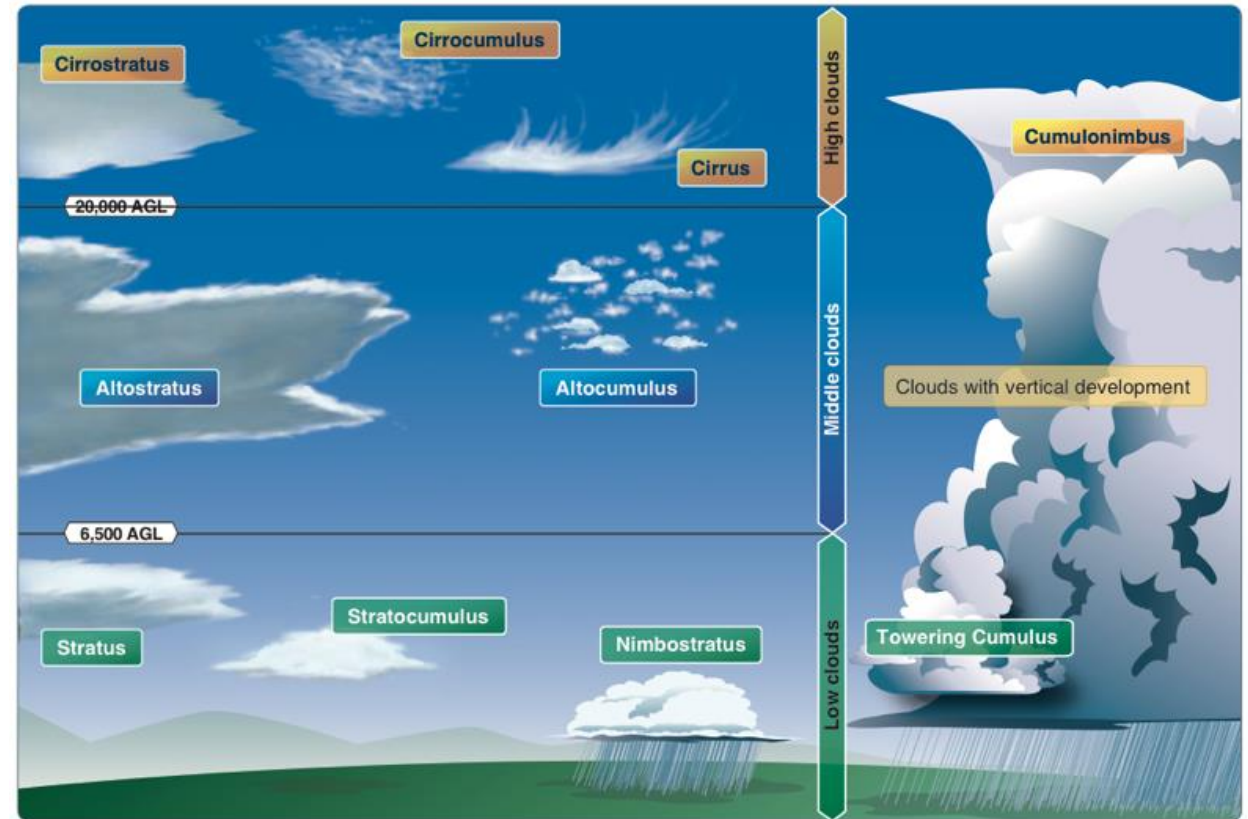 Cirrostratus
Cirrocumulus
Cirrus
High clouds
Cumulonimbus
20,000 AGL
Altostratus
Altocumulus
Middle clouds
Clouds with vertical development
6,500 AGL
Stratus
Stratocumulus
Nimbostratus
Low clouds
Towering Cumulus